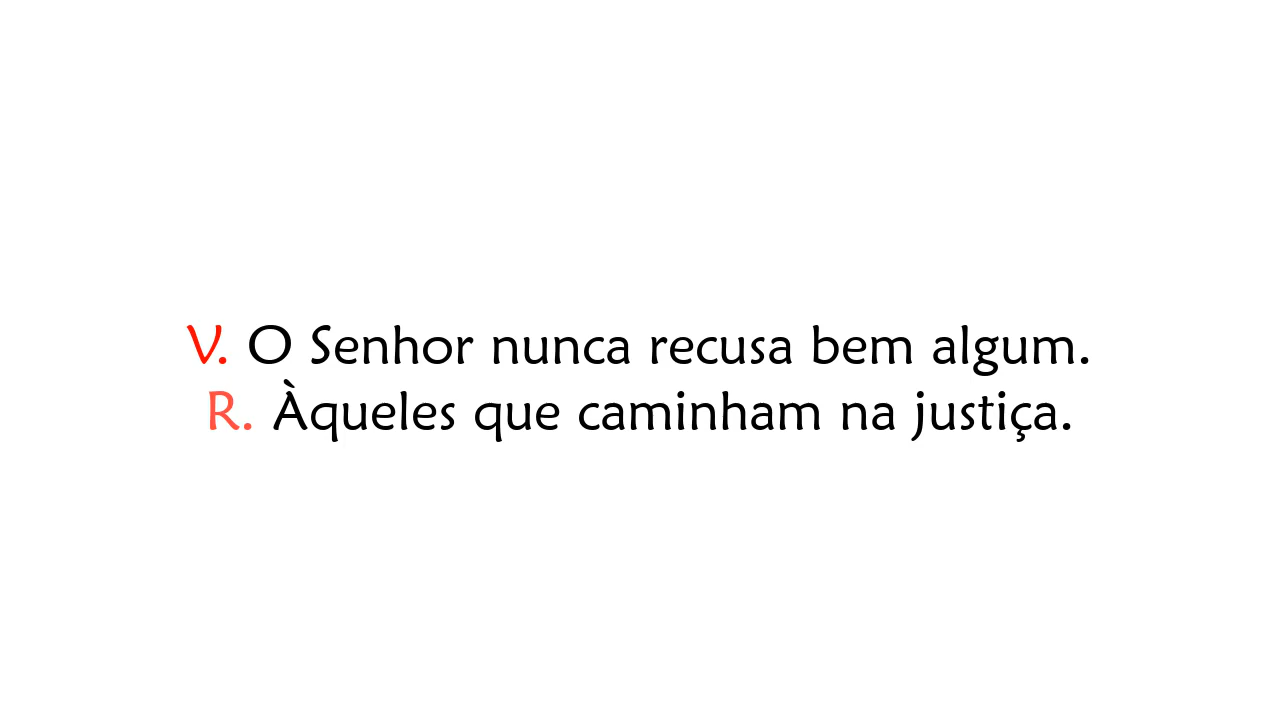 V. O Senhor nunca recusa bem algum.
R. Àqueles que caminham na justiça.